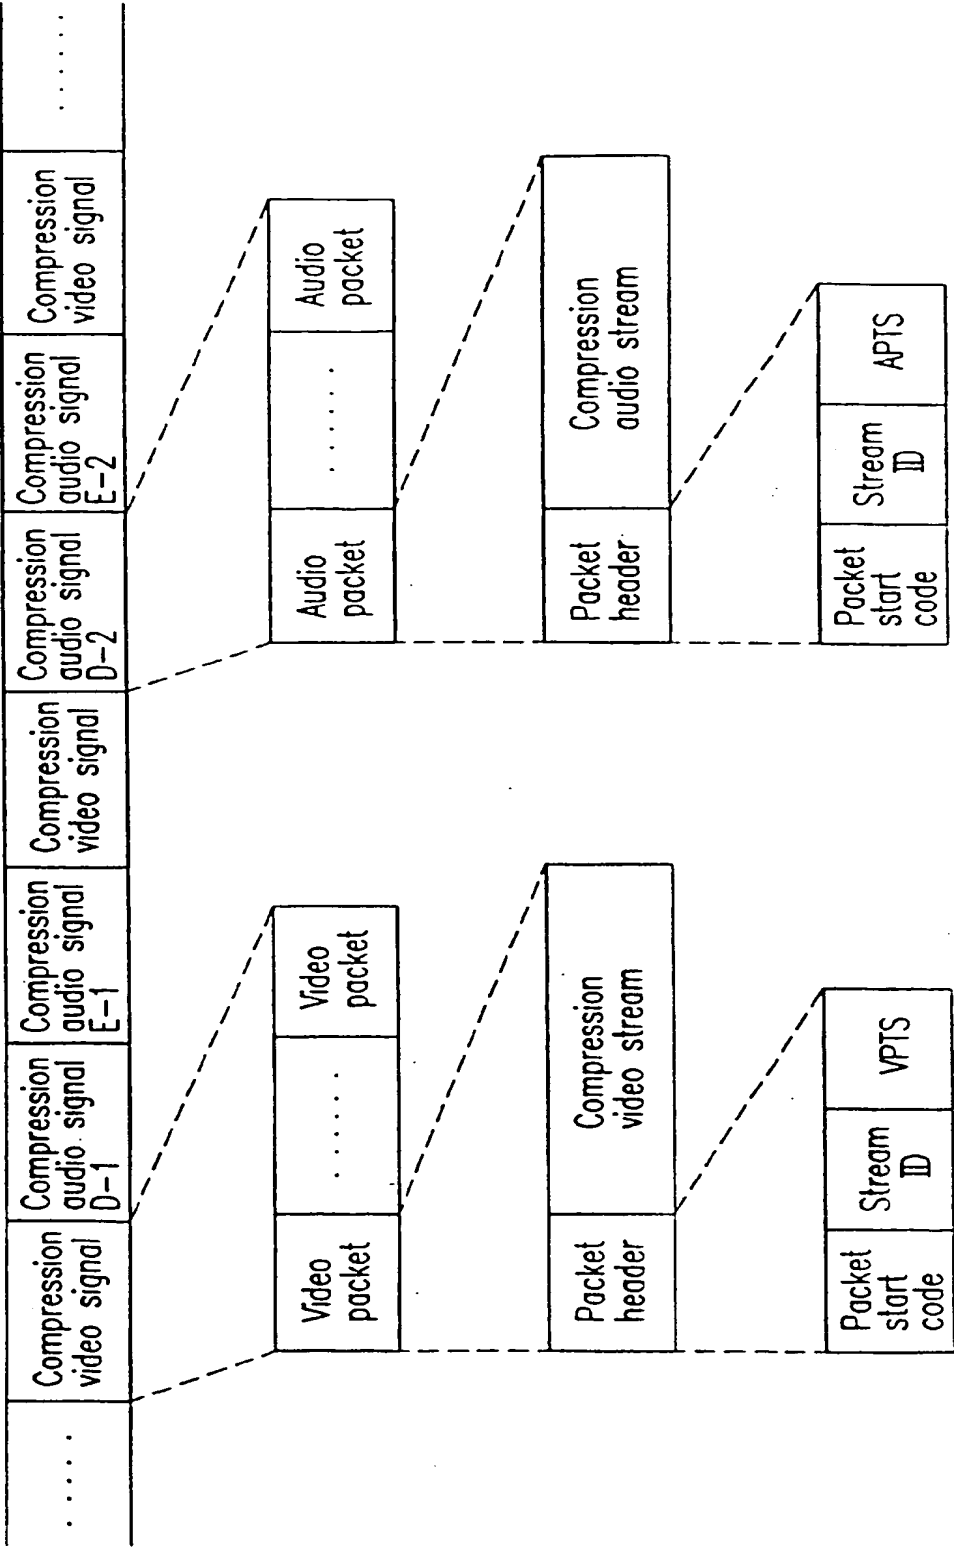 . . . . .
Compression
video signal
Compression
audio signal
D-1
Compression
audio signal
E-1
Compression
video signal
Compression
audio signal
D-2
Compression
audio signal
E-2
Compression
video signal
. . . . .
Video
packet
. . . . . .
Video
packet
Audio
packet
. . . . . .
Audio
packet
Packet
header
Compression
video stream
Packet
header
Compression
audio stream
Packet
start
code
Stream
ID
VPTS
Packet
start
code
Stream
ID
APTS